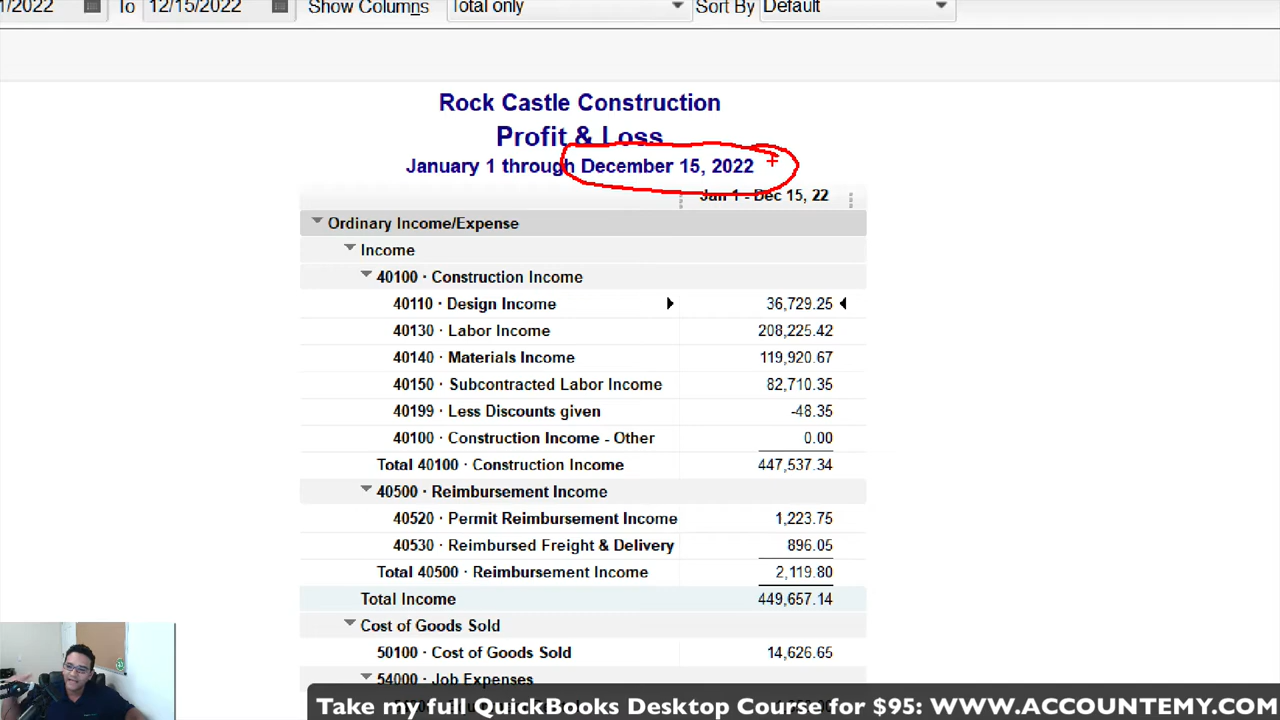 1/2022 To 12/15/2022 Show Columns Total only Sort By Default
Rock Castle Construction
Profit & Loss
January 1 through December 15, 2022
Jan 1 - Dec 15, 22
Ordinary Income/Expense
Income
40100 · Construction Income
40110 · Design Income 36,729.25
40130 · Labor Income 208,225.42
40140 · Materials Income 119,920.67
40150 · Subcontracted Labor Income 82,710.35
40199 · Less Discounts given -48.35
40100 · Construction Income - Other 0.00
Total 40100 · Construction Income 447,537.34
40500 · Reimbursement Income
40520 · Permit Reimbursement Income 1,223.75
40530 · Reimbursed Freight & Delivery 896.05
Total 40500 · Reimbursement Income 2,119.80
Total Income 449,657.14
Cost of Goods Sold
50100 · Cost of Goods Sold 14,626.65
54000 · Job Expenses
Take my full QuickBooks Desktop Course for $95: WWW.ACCOUNTEMY.COM